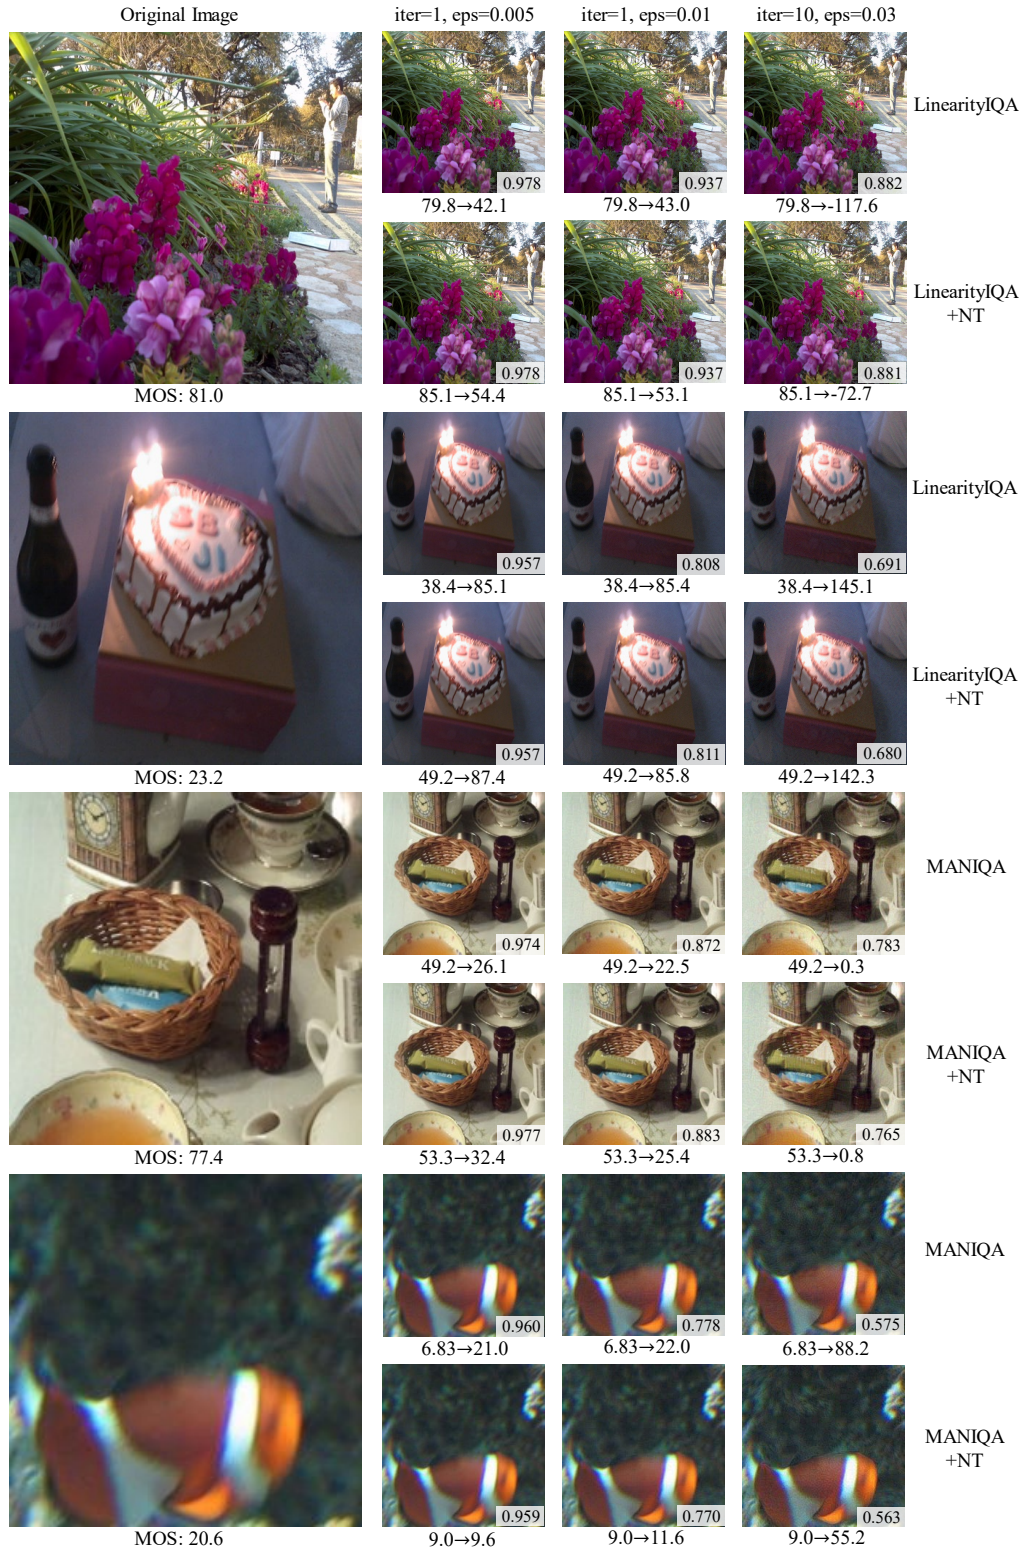 Original Image
iter=1, eps=0.005
iter=1, eps=0.01
iter=10, eps=0.03
0.978
0.937
0.882
LinearityIQA
79.8→42.1
79.8→43.0
79.8→-117.6
0.978
0.937
0.881
LinearityIQA
+NT
MOS: 81.0
85.1→54.4
85.1→53.1
85.1→-72.7
0.957
0.808
0.691
LinearityIQA
38.4→85.1
38.4→85.4
38.4→145.1
0.957
0.811
0.680
LinearityIQA
+NT
MOS: 23.2
49.2→87.4
49.2→85.8
49.2→142.3
0.974
0.872
0.783
MANIQA
49.2→26.1
49.2→22.5
49.2→0.3
0.977
0.883
0.765
MANIQA
+NT
MOS: 77.4
53.3→32.4
53.3→25.4
53.3→0.8
0.960
0.778
0.575
MANIQA
6.83→21.0
6.83→22.0
6.83→88.2
0.959
0.770
0.563
MANIQA
+NT
MOS: 20.6
9.0→9.6
9.0→11.6
9.0→55.2